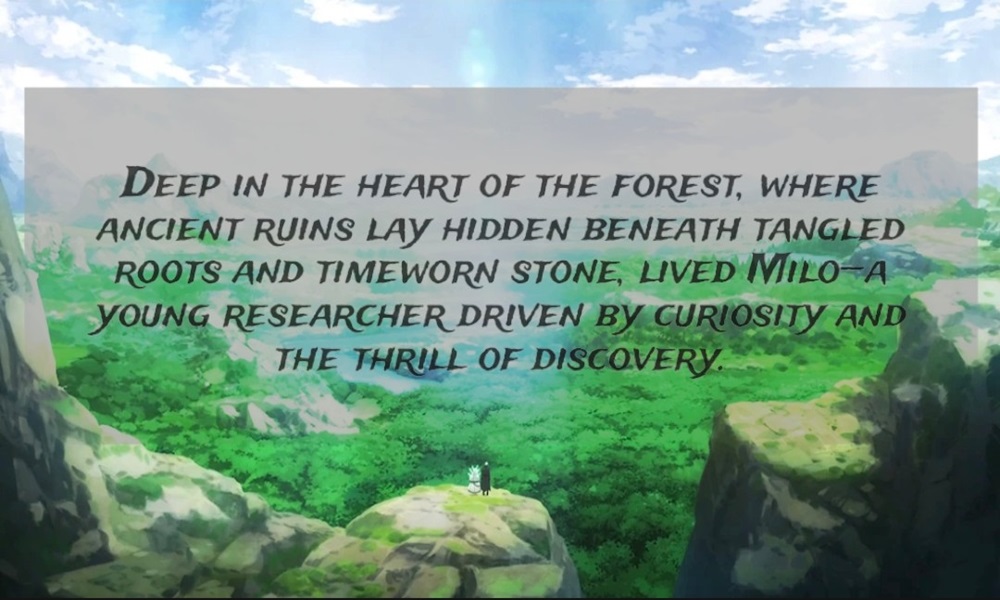 Deep in the heart of the forest, where
ancient ruins lay hidden beneath tangled
roots and timeworn stone, lived Milo—a
young researcher driven by curiosity and
the thrill of discovery.